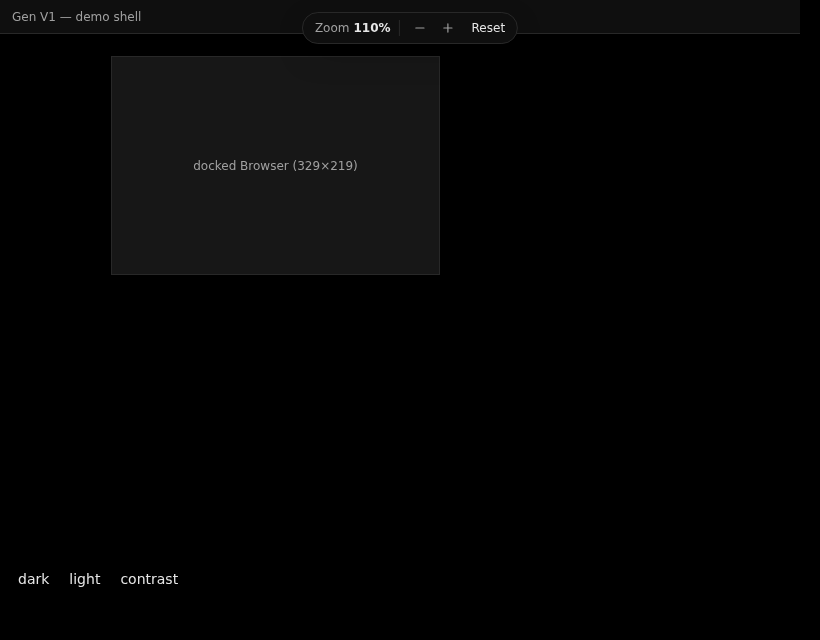 Gen V1 — demo shell
Zoom 110% − + Reset
docked Browser (329×219)
dark light contrast